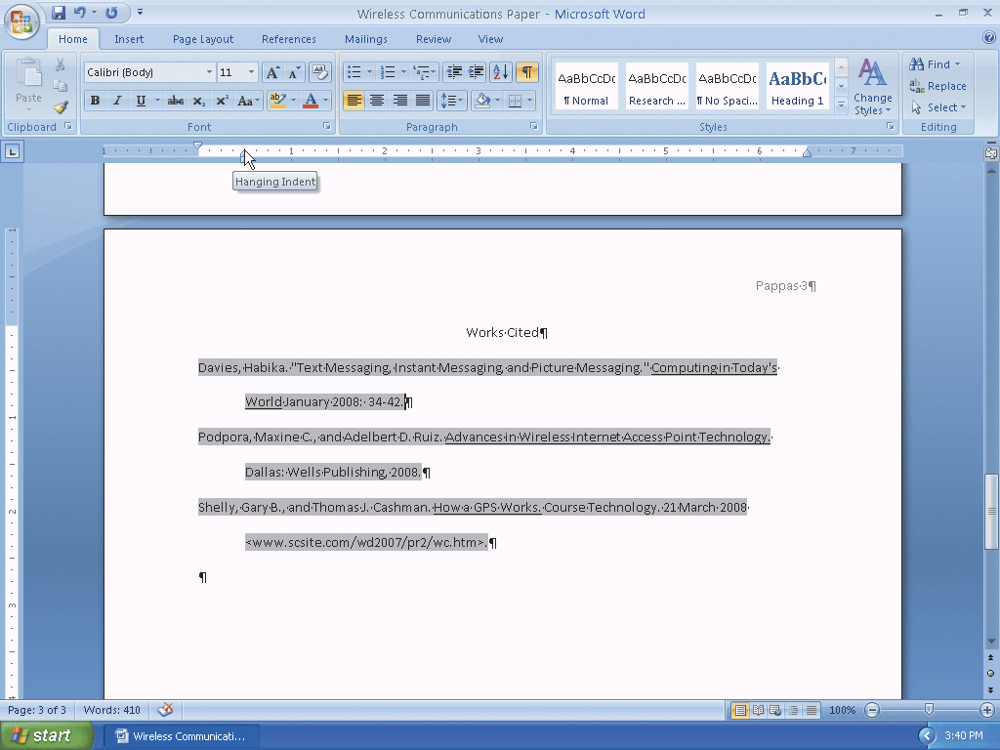 Wireless Communications Paper - Microsoft Word
Home Insert Page Layout References Mailings Review View
Paste
Calibri (Body) 11
B I U abc x₂ x² Aa
AaBbCcDc AaBbCcDc AaBbCcDc AaBbCc
¶ Normal Research ... ¶ No Spaci... Heading 1
Change Styles
Find
Replace
Select
Clipboard Font Paragraph Styles Editing
1 1 2 3 4 5 6 7
Hanging Indent
Pappas·3¶
Works·Cited¶
Davies,·Habika.·"Text·Messaging,·Instant·Messaging,·and·Picture·Messaging."·Computing·in·Today's·
World·January·2008:·34-42.¶
Podpora,·Maxine·C.,·and·Adelbert·D.·Ruiz.·Advances·in·Wireless·Internet·Access·Point·Technology.·
Dallas:·Wells·Publishing,·2008.¶
Shelly,·Gary·B.,·and·Thomas·J.·Cashman.·How·a·GPS·Works.·Course·Technology.·21·March·2008·
<www.scsite.com/wd2007/pr2/wc.htm>.¶
¶
1
1
2
3
Page: 3 of 3 Words: 410 100%
start Wireless Communicati... 3:40 PM